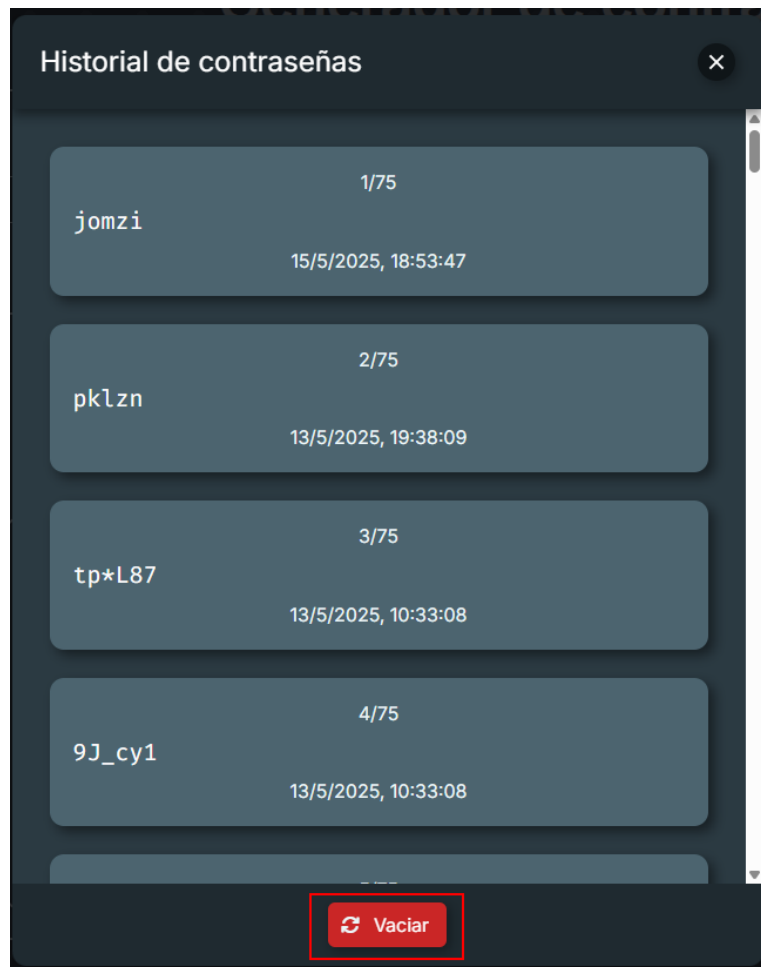 Historial de contraseñas
1/75
jomzi
15/5/2025, 18:53:47
2/75
pklzn
13/5/2025, 19:38:09
3/75
tp*L87
13/5/2025, 10:33:08
4/75
9J_cy1
13/5/2025, 10:33:08
Vaciar